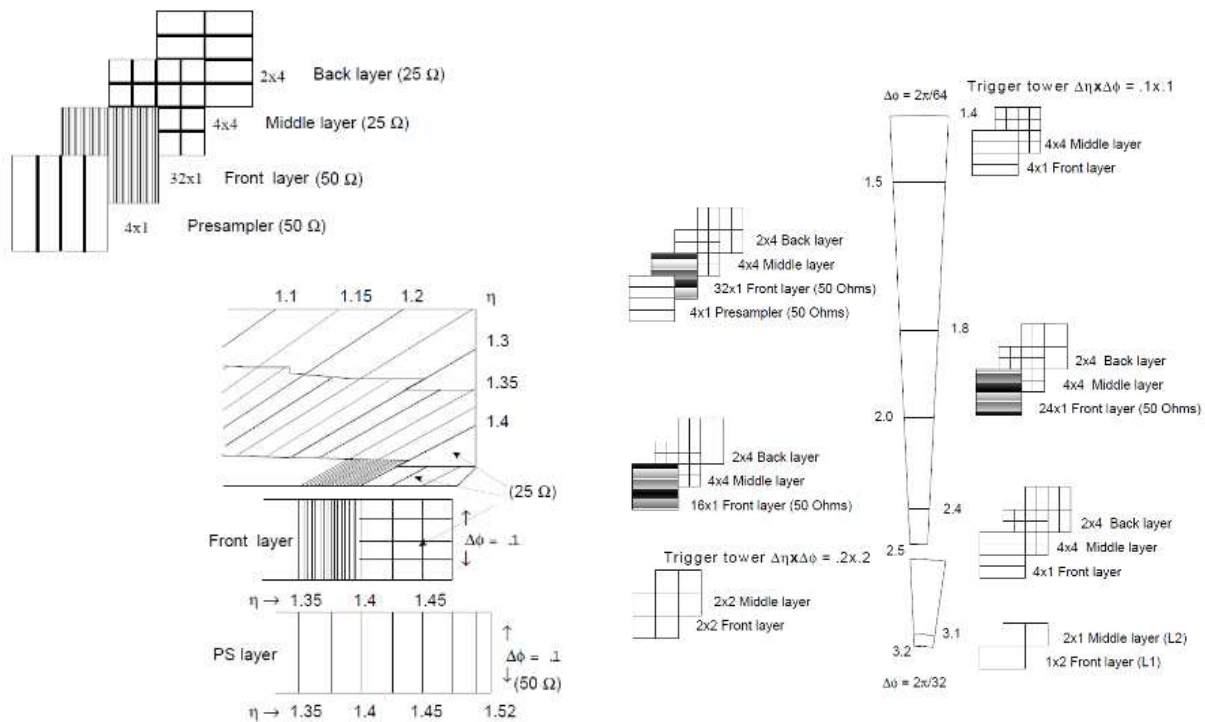 2x4 Back layer (25 Ω)
4x4 Middle layer (25 Ω)
32x1 Front layer (50 Ω)
4x1 Presampler (50 Ω)
1.1 1.15 1.2 η
1.3
1.35
1.4
(25 Ω)
Front layer
Δϕ = .1
η → 1.35 1.4 1.45
PS layer
Δϕ = .1
(50 Ω)
η → 1.35 1.4 1.45 1.52
Δϕ = 2π/64
Trigger tower ΔηxΔϕ = .1x.1
1.4
4x4 Middle layer
4x1 Front layer
1.5
2x4 Back layer
4x4 Middle layer
32x1 Front layer (50 Ohms)
4x1 Presampler (50 Ohms)
1.8
2x4 Back layer
4x4 Middle layer
24x1 Front layer (50 Ohms)
2.0
2x4 Back layer
4x4 Middle layer
16x1 Front layer (50 Ohms)
2.4
2x4 Back layer
4x4 Middle layer
4x1 Front layer
2.5
Trigger tower ΔηxΔϕ = .2x.2
2x2 Middle layer
2x2 Front layer
3.1
3.2
2x1 Middle layer (L2)
1x2 Front layer (L1)
Δϕ = 2π/32